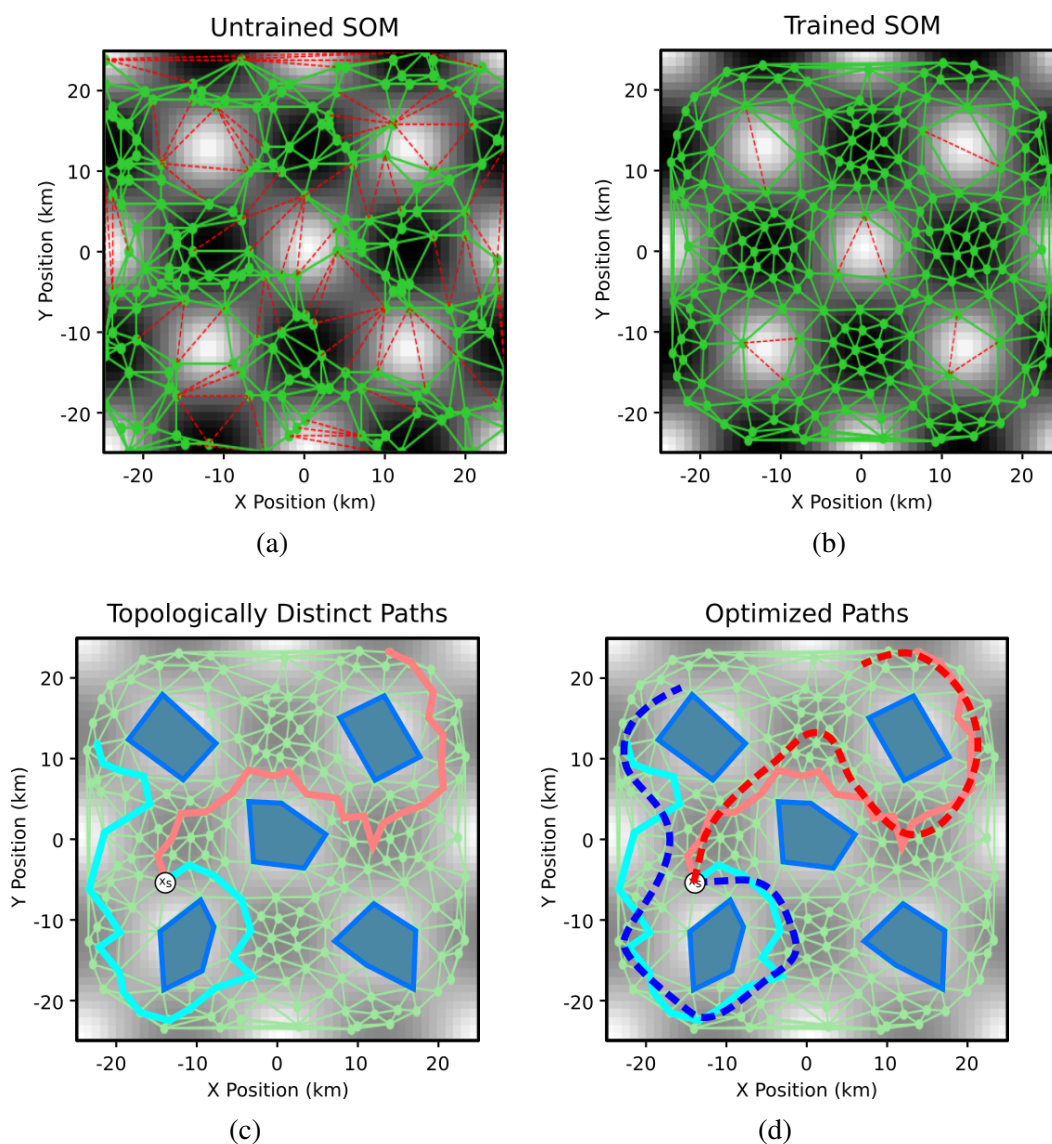 Untrained SOM
Y Position (km)
20
10
0
-10
-20
-20 -10 0 10 20
X Position (km)
(a)
Trained SOM
Y Position (km)
20
10
0
-10
-20
-20 -10 0 10 20
X Position (km)
(b)
Topologically Distinct Paths
Y Position (km)
20
10
0
-10
-20
xs
-20 -10 0 10 20
X Position (km)
(c)
Optimized Paths
Y Position (km)
20
10
0
-10
-20
xs
-20 -10 0 10 20
X Position (km)
(d)